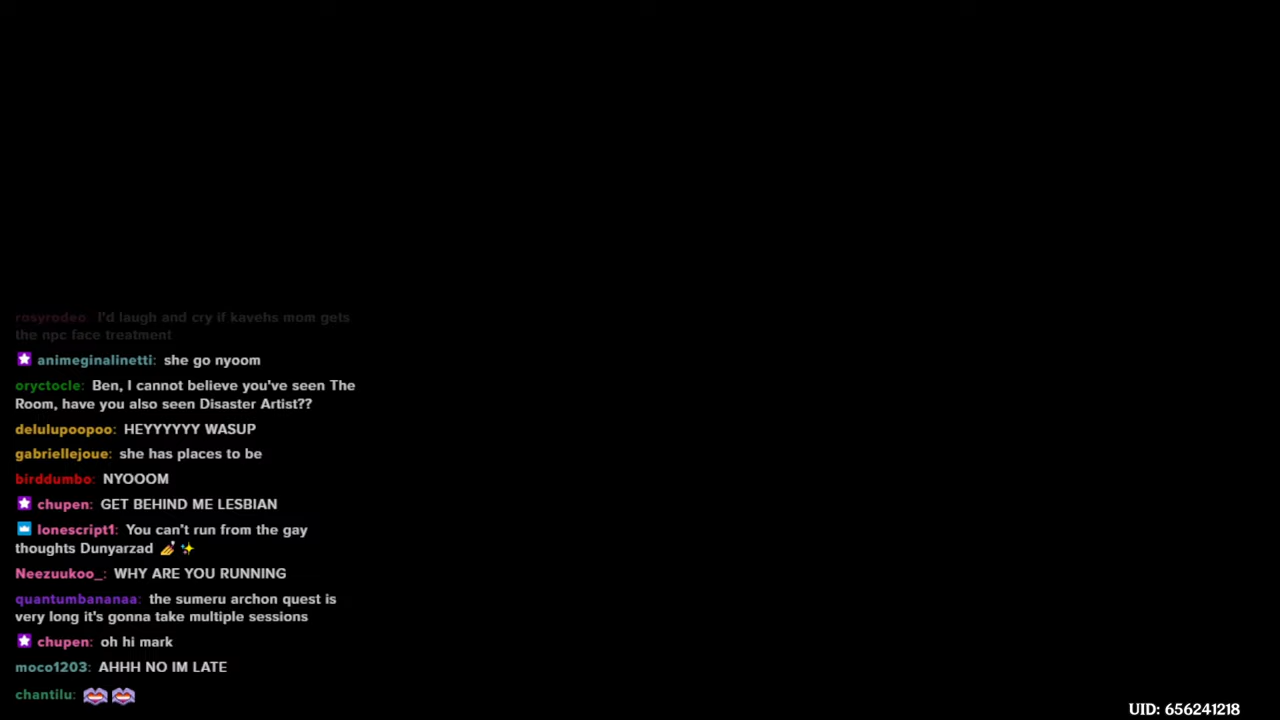 rosyrodeo: I'd laugh and cry if kavehs mom gets
the npc face treatment
animeginalinetti: she go nyoom
oryctocle: Ben, I cannot believe you've seen The
Room, have you also seen Disaster Artist??
delulupoopoo: HEYYYYYY WASUP
gabriellejoue: she has places to be
birddumbo: NYOOOM
chupen: GET BEHIND ME LESBIAN
lonescript1: You can't run from the gay
thoughts Dunyarzad 💅✨
Neezuukoo_: WHY ARE YOU RUNNING
quantumbananaa: the sumeru archon quest is
very long it's gonna take multiple sessions
chupen: oh hi mark
moco1203: AHHH NO IM LATE
chantilu:
UID: 656241218